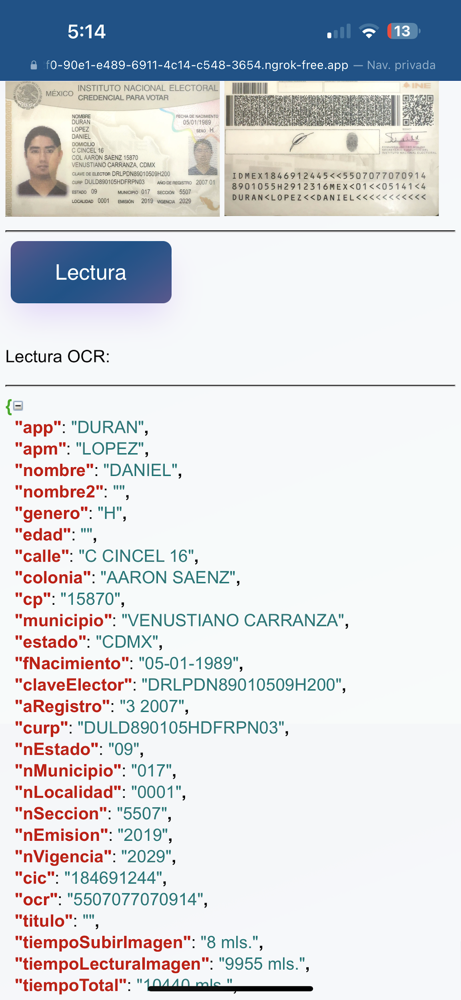 5:14
13
f0-90e1-e489-6911-4c14-c548-3654.ngrok-free.app — Nav. privada
MÉXICO
INSTITUTO NACIONAL ELECTORAL
CREDENCIAL PARA VOTAR
NOMBRE
DURAN
LOPEZ
DANIEL
FECHA DE NACIMIENTO
05/01/1989
SEXO H
DOMICILIO
C CINCEL 16
COL AARON SAENZ 15870
VENUSTIANO CARRANZA, CDMX
CLAVE DE ELECTOR DRLPDN89010509H200
CURP DULD890105HDFRPN03 AÑO DE REGISTRO 2007 01
ESTADO 09 MUNICIPIO 017 SECCIÓN 5507
LOCALIDAD 0001 EMISIÓN 2019 VIGENCIA 2029
INE
EDMUNDO JACOBO MOLINA
SECRETARIO EJECUTIVO DEL
INSTITUTO NACIONAL ELECTORAL
IDMEX1846912445<<5507077070914
8901055H2912316MEX<01<<05141<4
DURAN<LOPEZ<<DANIEL<<<<<<<<<<<
Lectura
Lectura OCR:
{
"app": "DURAN",
"apm": "LOPEZ",
"nombre": "DANIEL",
"nombre2": "",
"genero": "H",
"edad": "",
"calle": "C CINCEL 16",
"colonia": "AARON SAENZ",
"cp": "15870",
"municipio": "VENUSTIANO CARRANZA",
"estado": "CDMX",
"fNacimiento": "05-01-1989",
"claveElector": "DRLPDN89010509H200",
"aRegistro": "3 2007",
"curp": "DULD890105HDFRPN03",
"nEstado": "09",
"nMunicipio": "017",
"nLocalidad": "0001",
"nSeccion": "5507",
"nEmision": "2019",
"nVigencia": "2029",
"cic": "184691244",
"ocr": "5507077070914",
"titulo": "",
"tiempoSubirImagen": "8 mls.",
"tiempoLecturaImagen": "9955 mls.",
"tiempoTotal": "10440 mls.",